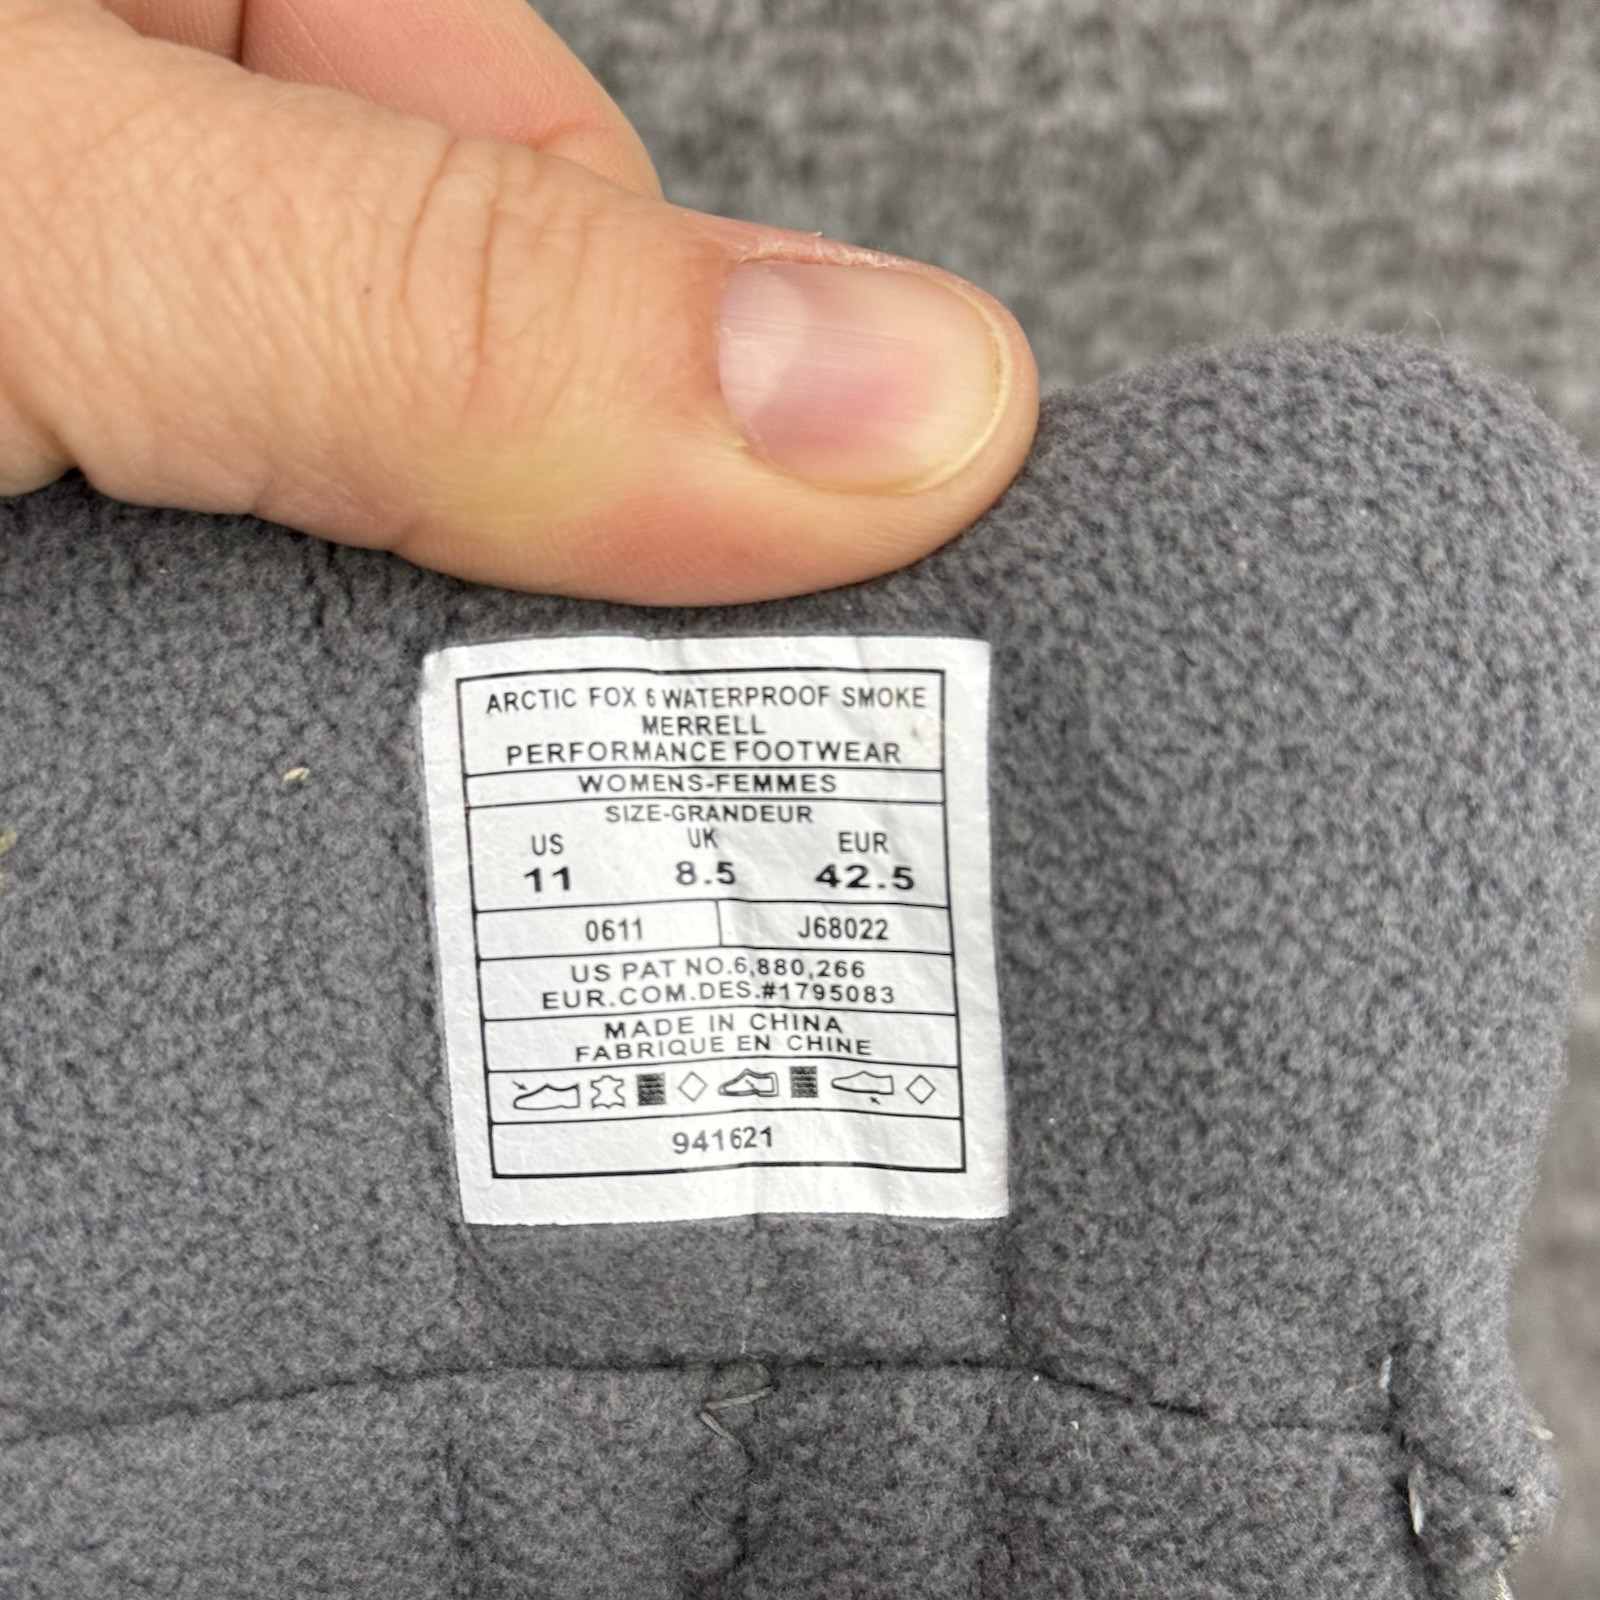 ARCTIC FOX 6 WATERPROOF SMOKE
MERRELL
PERFORMANCE FOOTWEAR
WOMENS-FEMMES
SIZE-GRANDEUR
US UK EUR
11 8.5 42.5
0611 J68022
US PAT NO.6,880,266
EUR.COM.DES.#1795083
MADE IN CHINA
FABRIQUE EN CHINE
941621